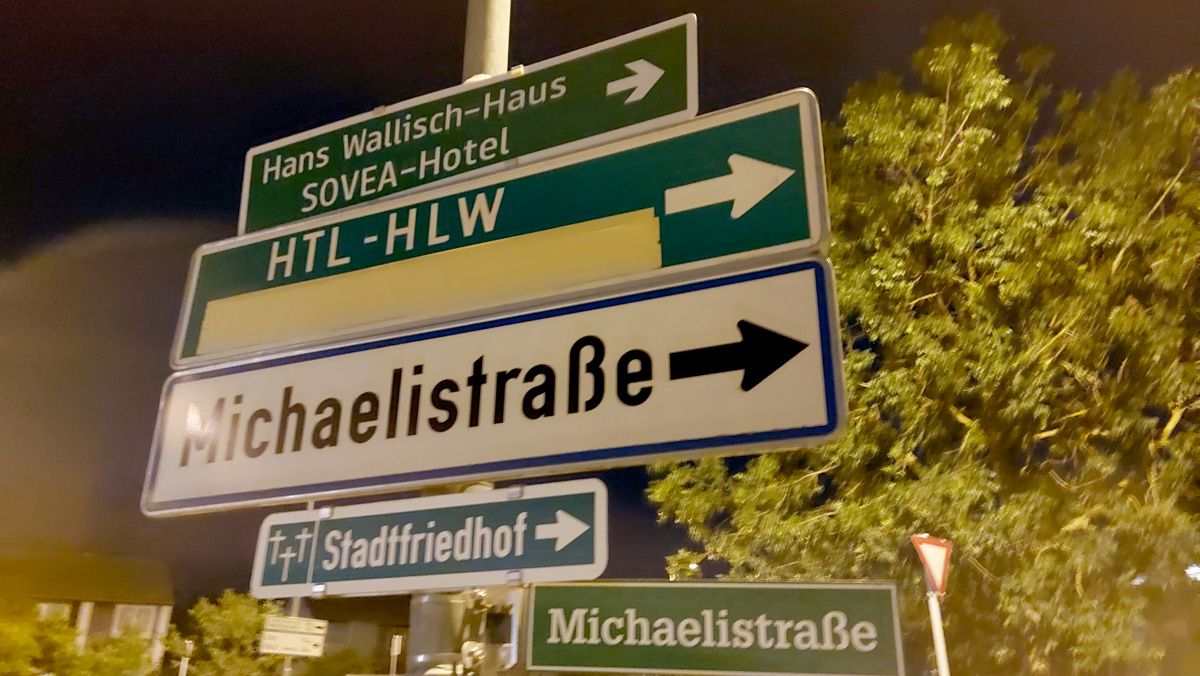 Hans Wallisch-Haus
SOVEA-Hotel
HTL-HLW
Michaelistraße
Stadtfriedhof
Michaelistraße